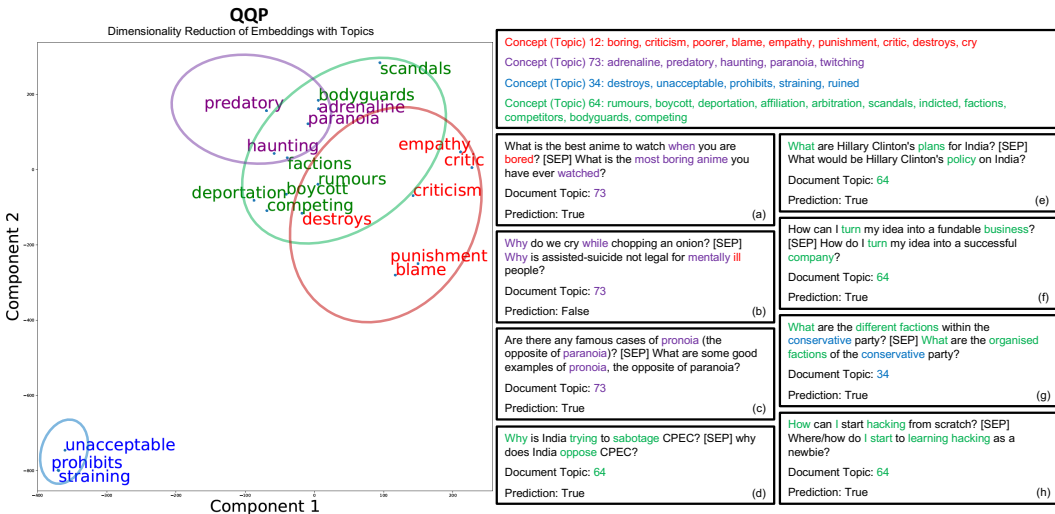 QQP
Dimensionality Reduction of Embeddings with Topics
Component 2
200
0
−200
−400
−600
−800
−400
−300
−200
−100
0
100
200
Component 1
scandals
bodyguards
predatory
adrenaline
paranoia
haunting
empathy
critic
factions
rumours
deportation
boycott
criticism
competing
destroys
punishment
blame
unacceptable
prohibits
straining
Concept (Topic) 12: boring, criticism, poorer, blame, empathy, punishment, critic, destroys, cry
Concept (Topic) 73: adrenaline, predatory, haunting, paranoia, twitching
Concept (Topic) 34: destroys, unacceptable, prohibits, straining, ruined
Concept (Topic) 64: rumours, boycott, deportation, affiliation, arbitration, scandals, indicted, factions,
competitors, bodyguards, competing
What is the best anime to watch when you are
bored? [SEP] What is the most boring anime you
have ever watched?
Document Topic: 73
Prediction: True
(a)
Why do we cry while chopping an onion? [SEP]
Why is assisted-suicide not legal for mentally ill
people?
Document Topic: 73
Prediction: False
(b)
Are there any famous cases of pronoia (the
opposite of paranoia)? [SEP] What are some good
examples of pronoia, the opposite of paranoia?
Document Topic: 73
Prediction: True
(c)
Why is India trying to sabotage CPEC? [SEP] why
does India oppose CPEC?
Document Topic: 64
Prediction: True
(d)
What are Hillary Clinton's plans for India? [SEP]
What would be Hillary Clinton's policy on India?
Document Topic: 64
Prediction: True
(e)
How can I turn my idea into a fundable business?
[SEP] How do I turn my idea into a successful
company?
Document Topic: 64
Prediction: True
(f)
What are the different factions within the
conservative party? [SEP] What are the organised
factions of the conservative party?
Document Topic: 34
Prediction: True
(g)
How can I start hacking from scratch? [SEP]
Where/how do I start to learning hacking as a
newbie?
Document Topic: 64
Prediction: True
(h)